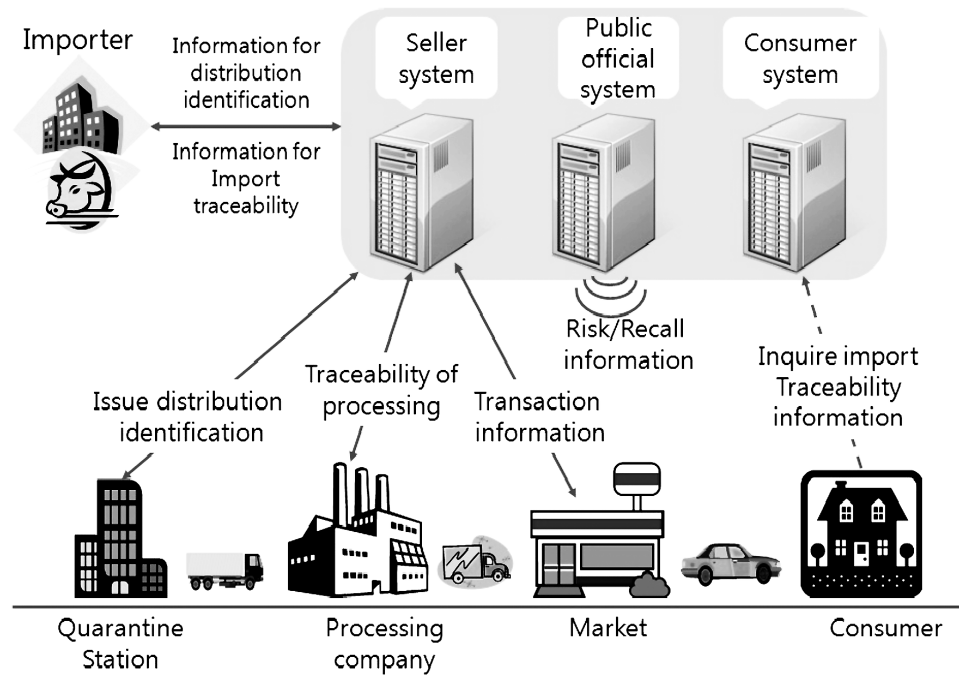 Importer
Information for
distribution
identification
Information for
Import
traceability
Seller
system
Public
official
system
Consumer
system
Risk/Recall
information
Issue distribution
identification
Traceability of
processing
Transaction
information
Inquire import
Traceability
information
Quarantine
Station
Processing
company
Market
Consumer